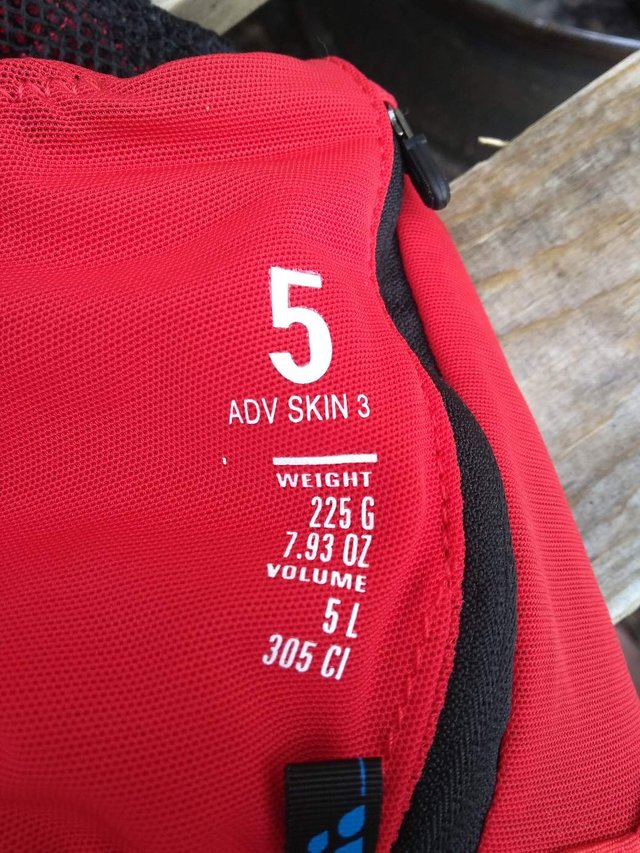 5
ADV SKIN 3
WEIGHT
225 G
7.93 OZ
VOLUME
5 L
305 CI